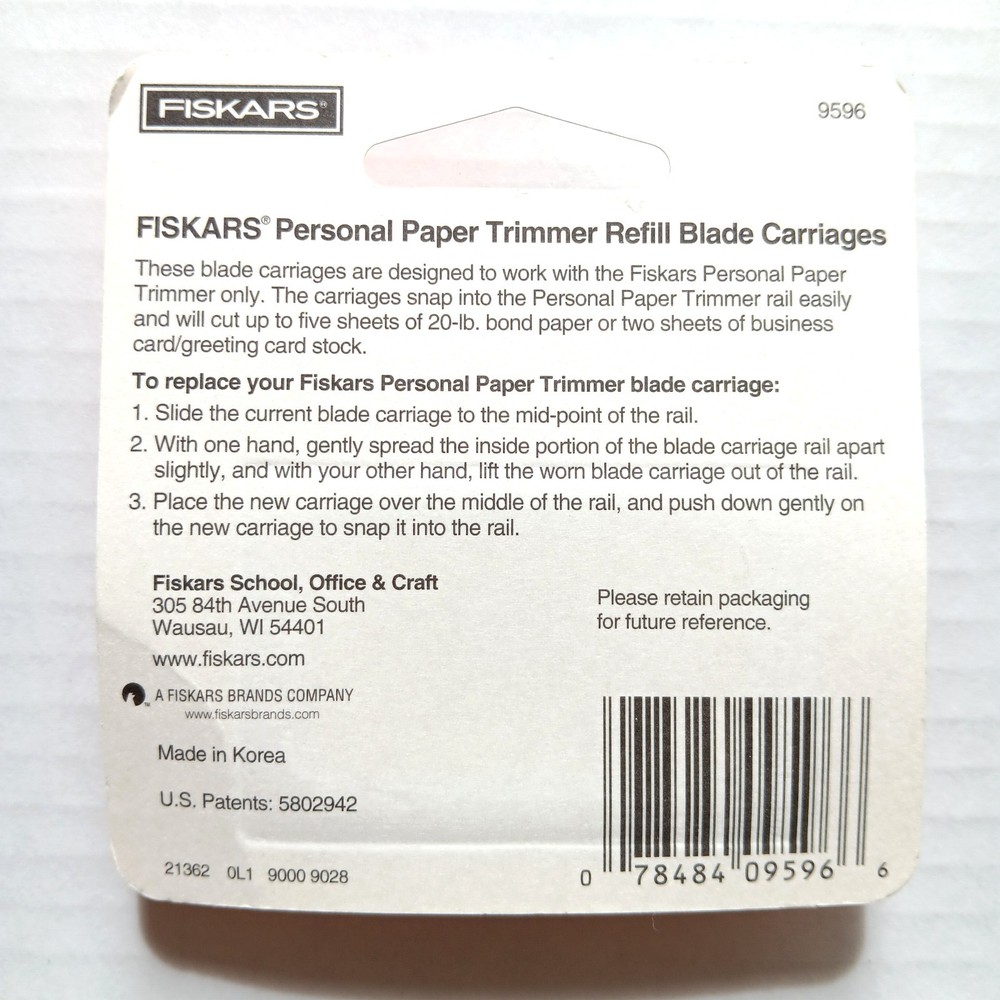 FISKARS®
9596
FISKARS® Personal Paper Trimmer Refill Blade Carriages
These blade carriages are designed to work with the Fiskars Personal Paper
Trimmer only. The carriages snap into the Personal Paper Trimmer rail easily
and will cut up to five sheets of 20-lb. bond paper or two sheets of business
card/greeting card stock.
To replace your Fiskars Personal Paper Trimmer blade carriage:
1. Slide the current blade carriage to the mid-point of the rail.
2. With one hand, gently spread the inside portion of the blade carriage rail apart
slightly, and with your other hand, lift the worn blade carriage out of the rail.
3. Place the new carriage over the middle of the rail, and push down gently on
the new carriage to snap it into the rail.
Fiskars School, Office & Craft
305 84th Avenue South
Wausau, WI 54401
www.fiskars.com
Please retain packaging
for future reference.
™ A FISKARS BRANDS COMPANY
www.fiskarsbrands.com
Made in Korea
U.S. Patents: 5802942
21362 0L1 9000 9028
0 78484 09596 6